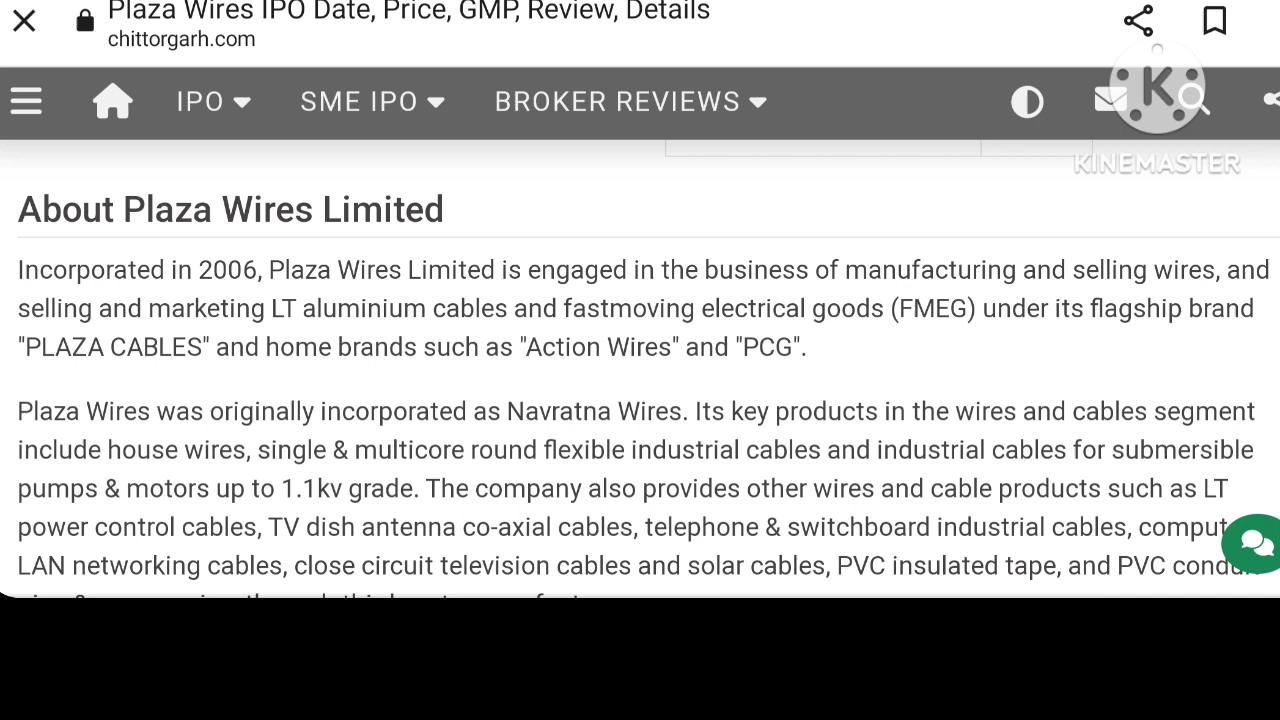 Plaza Wires IPO Date, Price, GMP, Review, Details
chittorgarh.com
IPO SME IPO BROKER REVIEWS
K
KINEMASTER
About Plaza Wires Limited
Incorporated in 2006, Plaza Wires Limited is engaged in the business of manufacturing and selling wires, and
selling and marketing LT aluminium cables and fastmoving electrical goods (FMEG) under its flagship brand
"PLAZA CABLES" and home brands such as "Action Wires" and "PCG".
Plaza Wires was originally incorporated as Navratna Wires. Its key products in the wires and cables segment
include house wires, single & multicore round flexible industrial cables and industrial cables for submersible
pumps & motors up to 1.1kv grade. The company also provides other wires and cable products such as LT
power control cables, TV dish antenna co-axial cables, telephone & switchboard industrial cables,
LAN networking cables, close circuit television cables and solar cables, PVC insulated tape, and PVC